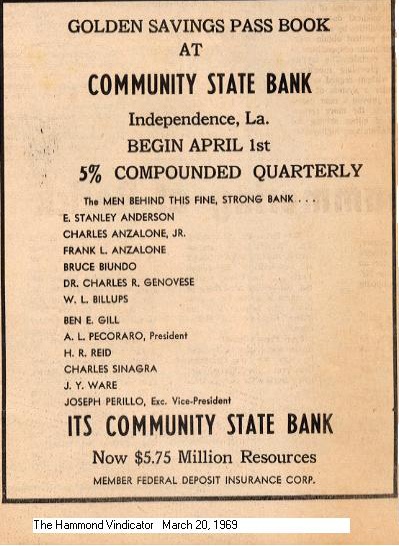 GOLDEN SAVINGS PASS BOOK
AT
COMMUNITY STATE BANK
Independence, La.
BEGIN APRIL 1st
5% COMPOUNDED QUARTERLY
The MEN BEHIND THIS FINE, STRONG BANK . . .
E. STANLEY ANDERSON
CHARLES ANZALONE, JR.
FRANK L. ANZALONE
BRUCE BIUNDO
DR. CHARLES R. GENOVESE
W. L. BILLUPS
BEN E. GILL
A. L. PECORARO, President
H. R. REID
CHARLES SINAGRA
J. Y. WARE
JOSEPH PERILLO, Exc. Vice-President
ITS COMMUNITY STATE BANK
Now $5.75 Million Resources
MEMBER FEDERAL DEPOSIT INSURANCE CORP.
The Hammond Vindicator March 20, 1969